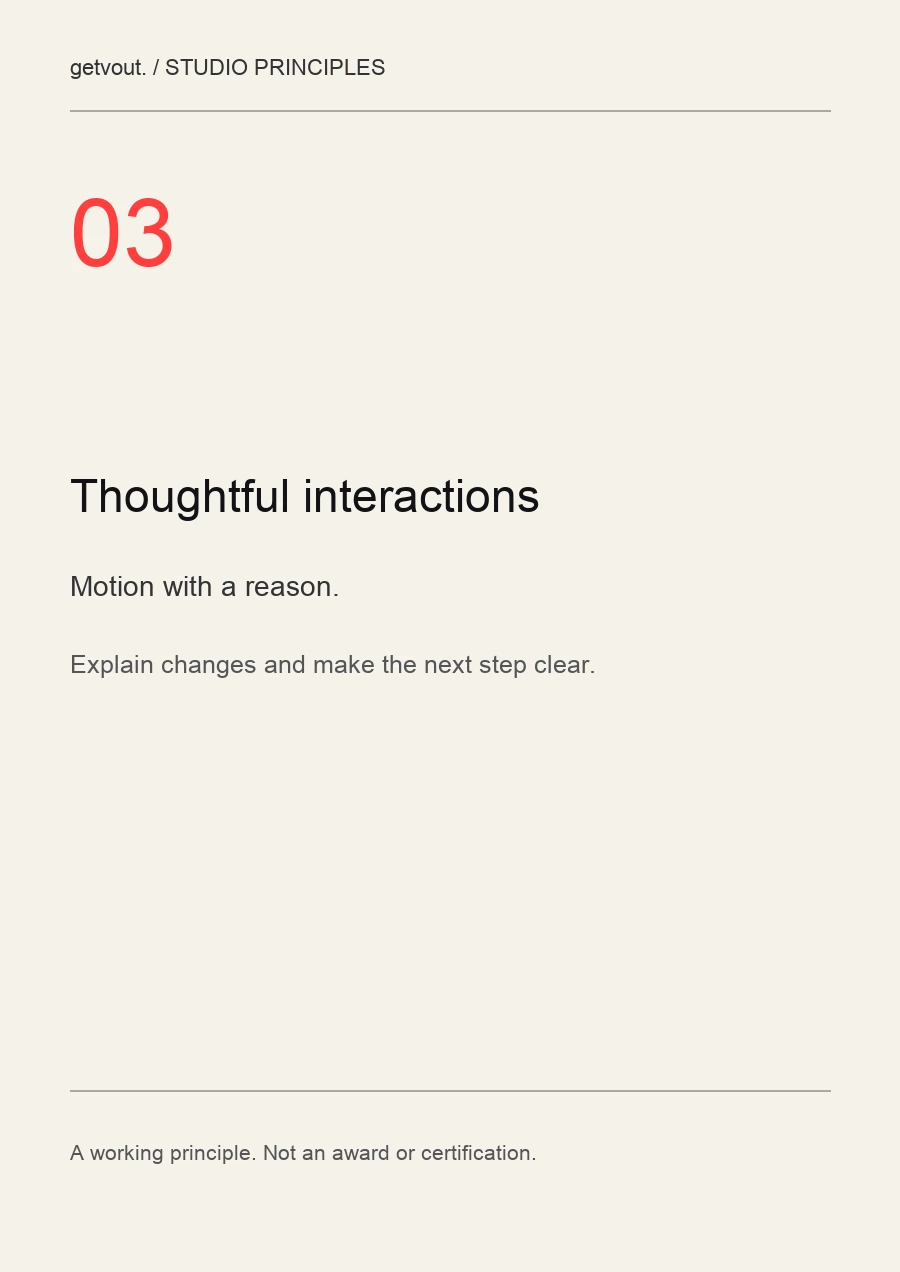 getvout. / STUDIO PRINCIPLES
03
Thoughtful interactions
Motion with a reason.
Explain changes and make the next step clear.
A working principle. Not an award or certification.